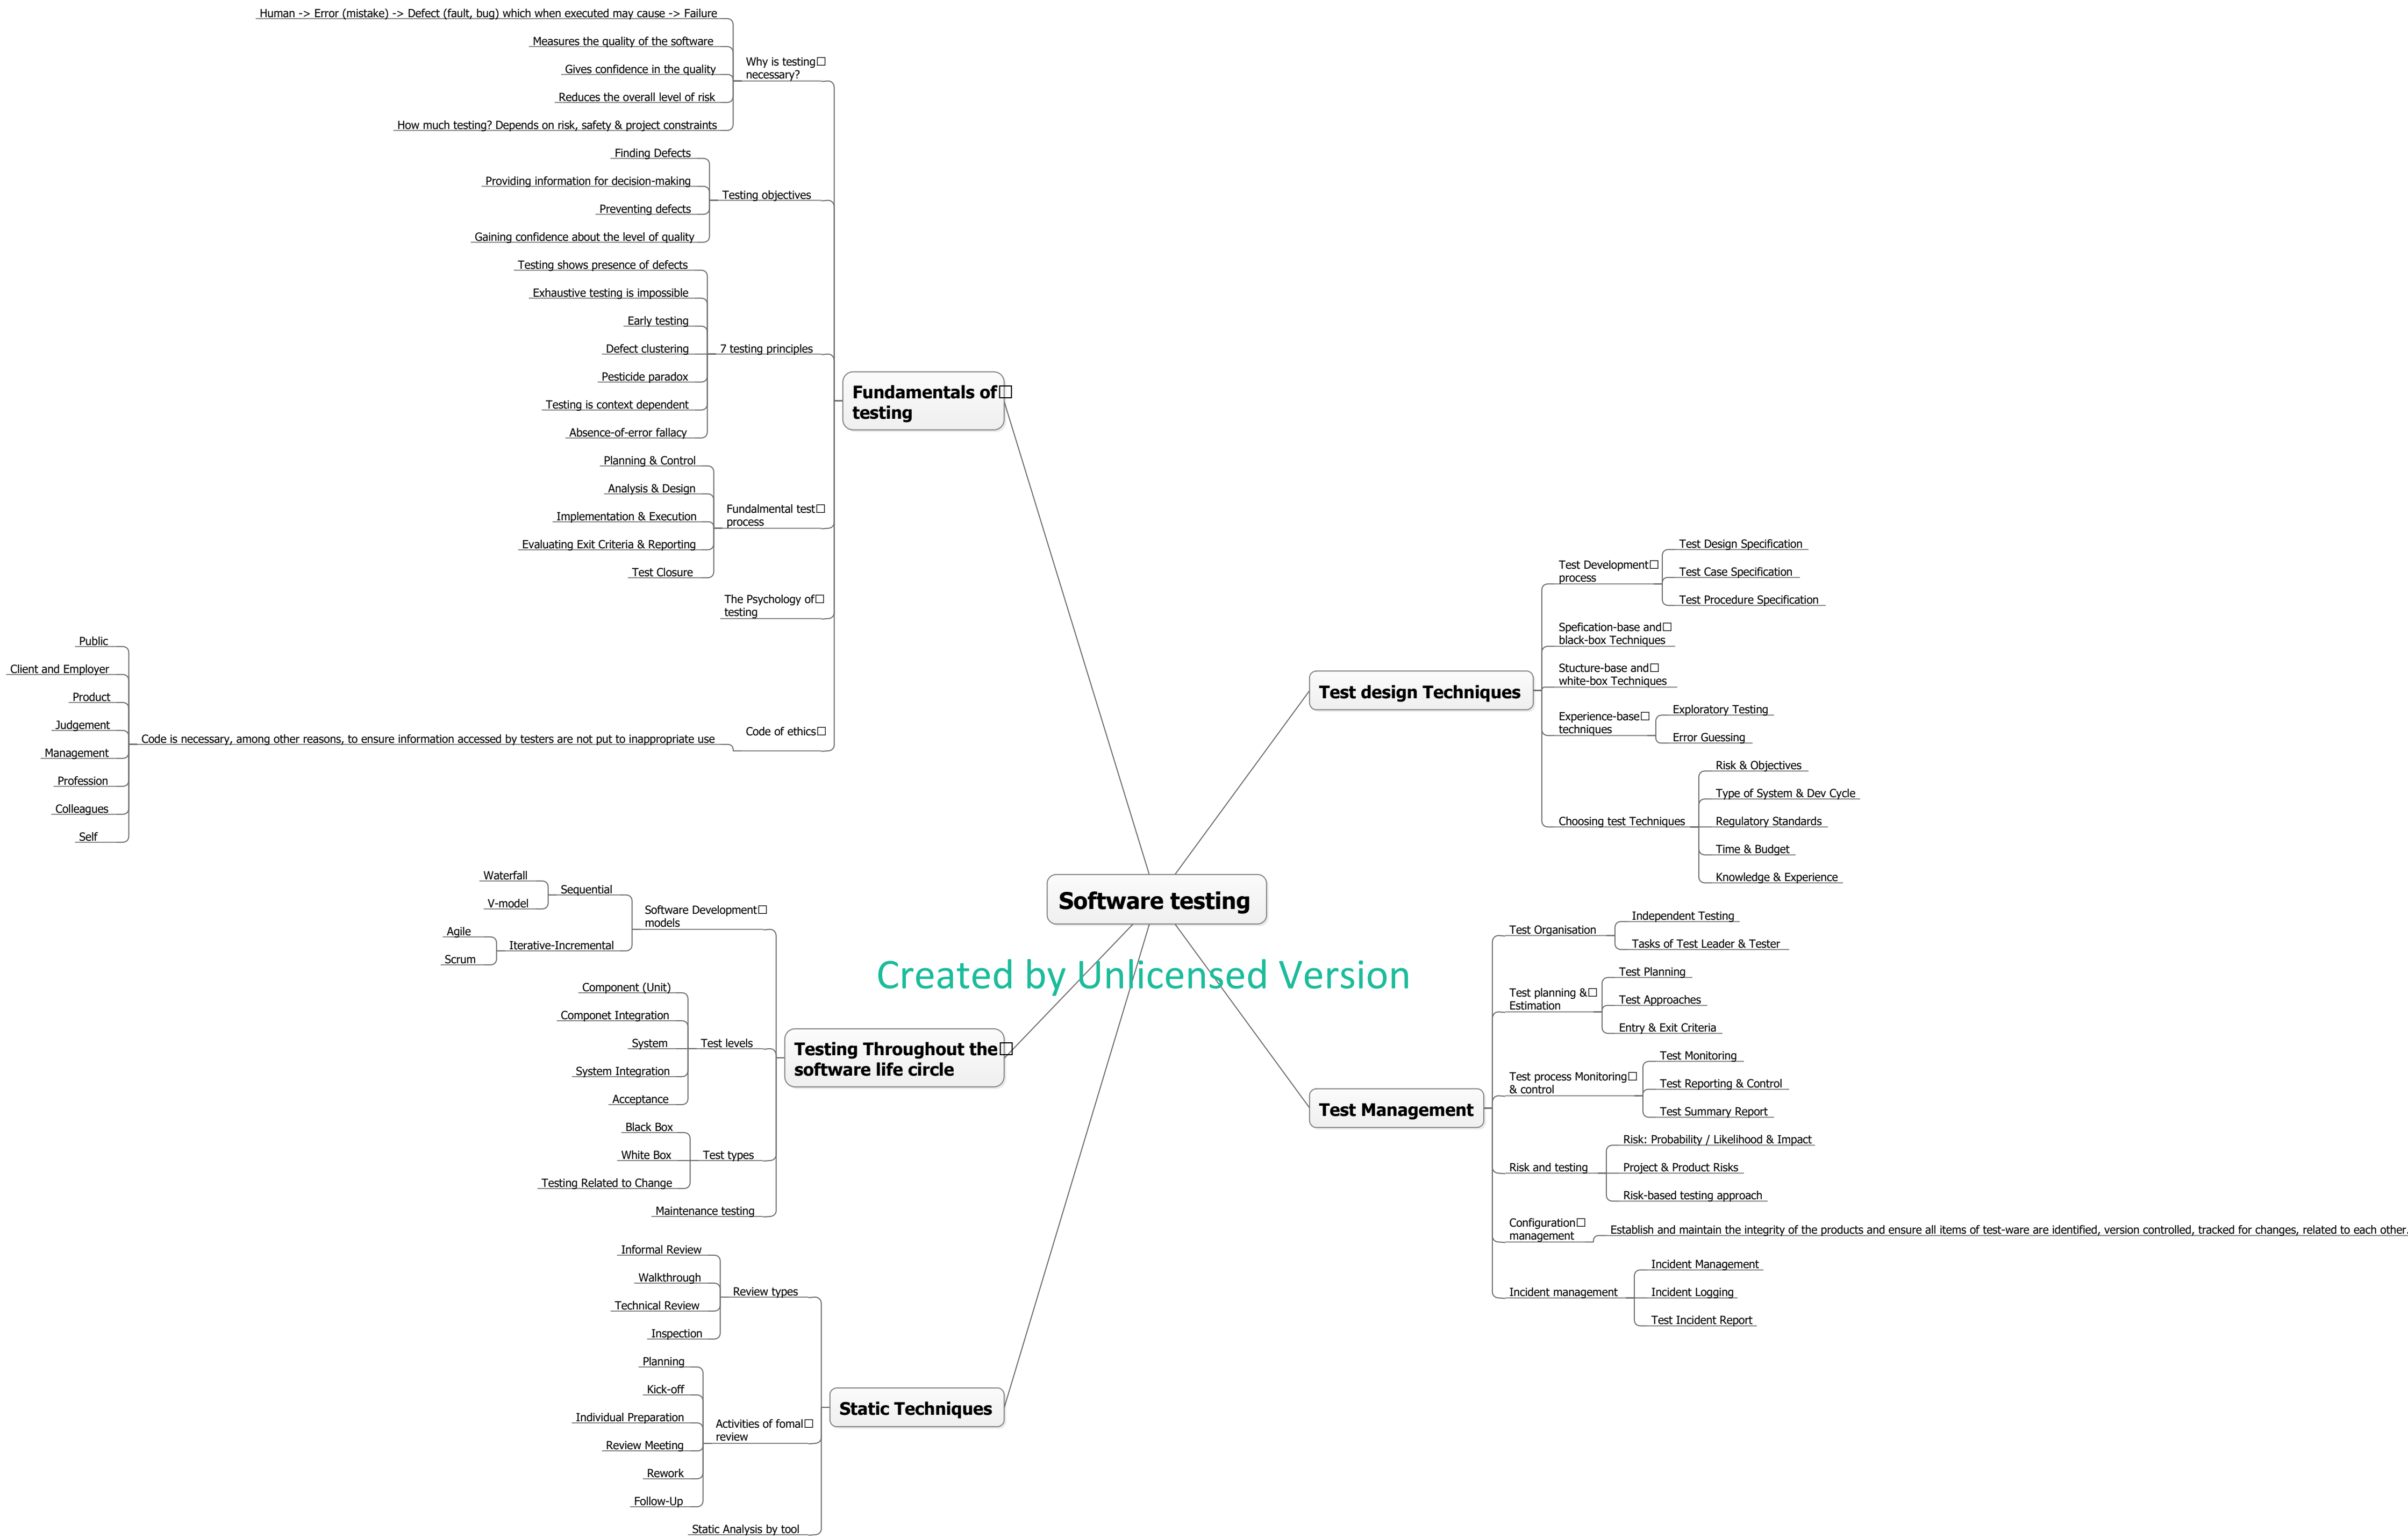 Human -> Error (mistake) -> Defect (fault, bug) which when executed may cause -> Failure
Measures the quality of the software
Gives confidence in the quality
Reduces the overall level of risk
How much testing? Depends on risk, safety & project constraints
Why is testing
necessary?
Finding Defects
Providing information for decision-making
Preventing defects
Gaining confidence about the level of quality
Testing objectives
Testing shows presence of defects
Exhaustive testing is impossible
Early testing
Defect clustering
Pesticide paradox
Testing is context dependent
Absence-of-error fallacy
7 testing principles
Planning & Control
Analysis & Design
Implementation & Execution
Evaluating Exit Criteria & Reporting
Test Closure
Fundalmental test
process
The Psychology of
testing
Public
Client and Employer
Product
Judgement
Management
Profession
Colleagues
Self
Code is necessary, among other reasons, to ensure information accessed by testers are not put to inappropriate use
Code of ethics
Fundamentals of
testing
Waterfall
V-model
Sequential
Agile
Scrum
Iterative-Incremental
Software Development
models
Component (Unit)
Componet Integration
System
System Integration
Acceptance
Test levels
Black Box
White Box
Testing Related to Change
Test types
Maintenance testing
Testing Throughout the
software life circle
Informal Review
Walkthrough
Technical Review
Inspection
Review types
Planning
Kick-off
Individual Preparation
Review Meeting
Rework
Follow-Up
Activities of fomal
review
Static Analysis by tool
Static Techniques
Software testing
Created by Unlicensed Version
Test design Techniques
Test Development
process
Test Design Specification
Test Case Specification
Test Procedure Specification
Spefication-base and
black-box Techniques
Stucture-base and
white-box Techniques
Experience-base
techniques
Exploratory Testing
Error Guessing
Choosing test Techniques
Risk & Objectives
Type of System & Dev Cycle
Regulatory Standards
Time & Budget
Knowledge & Experience
Test Management
Test Organisation
Independent Testing
Tasks of Test Leader & Tester
Test planning &
Estimation
Test Planning
Test Approaches
Entry & Exit Criteria
Test process Monitoring
& control
Test Monitoring
Test Reporting & Control
Test Summary Report
Risk and testing
Risk: Probability / Likelihood & Impact
Project & Product Risks
Risk-based testing approach
Configuration
management
Establish and maintain the integrity of the products and ensure all items of test-ware are identified, version controlled, tracked for changes, related to each other.
Incident management
Incident Management
Incident Logging
Test Incident Report